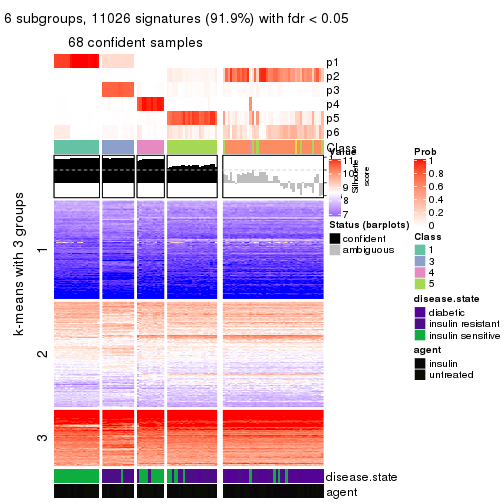 6 subgroups, 11026 signatures (91.9%) with fdr < 0.05
68 confident samples
p1
p2
p3
p4
p5
p6
Class
Silhouette
score
k-means with 3 groups
1
2
3
disease.state
agent
Value
11
10
9
8
7
Status (barplots)
confident
ambiguous
Prob
1
0.8
0.6
0.4
0.2
0
Class
1
3
4
5
disease.state
diabetic
insulin resistant
insulin sensitive
agent
insulin
untreated